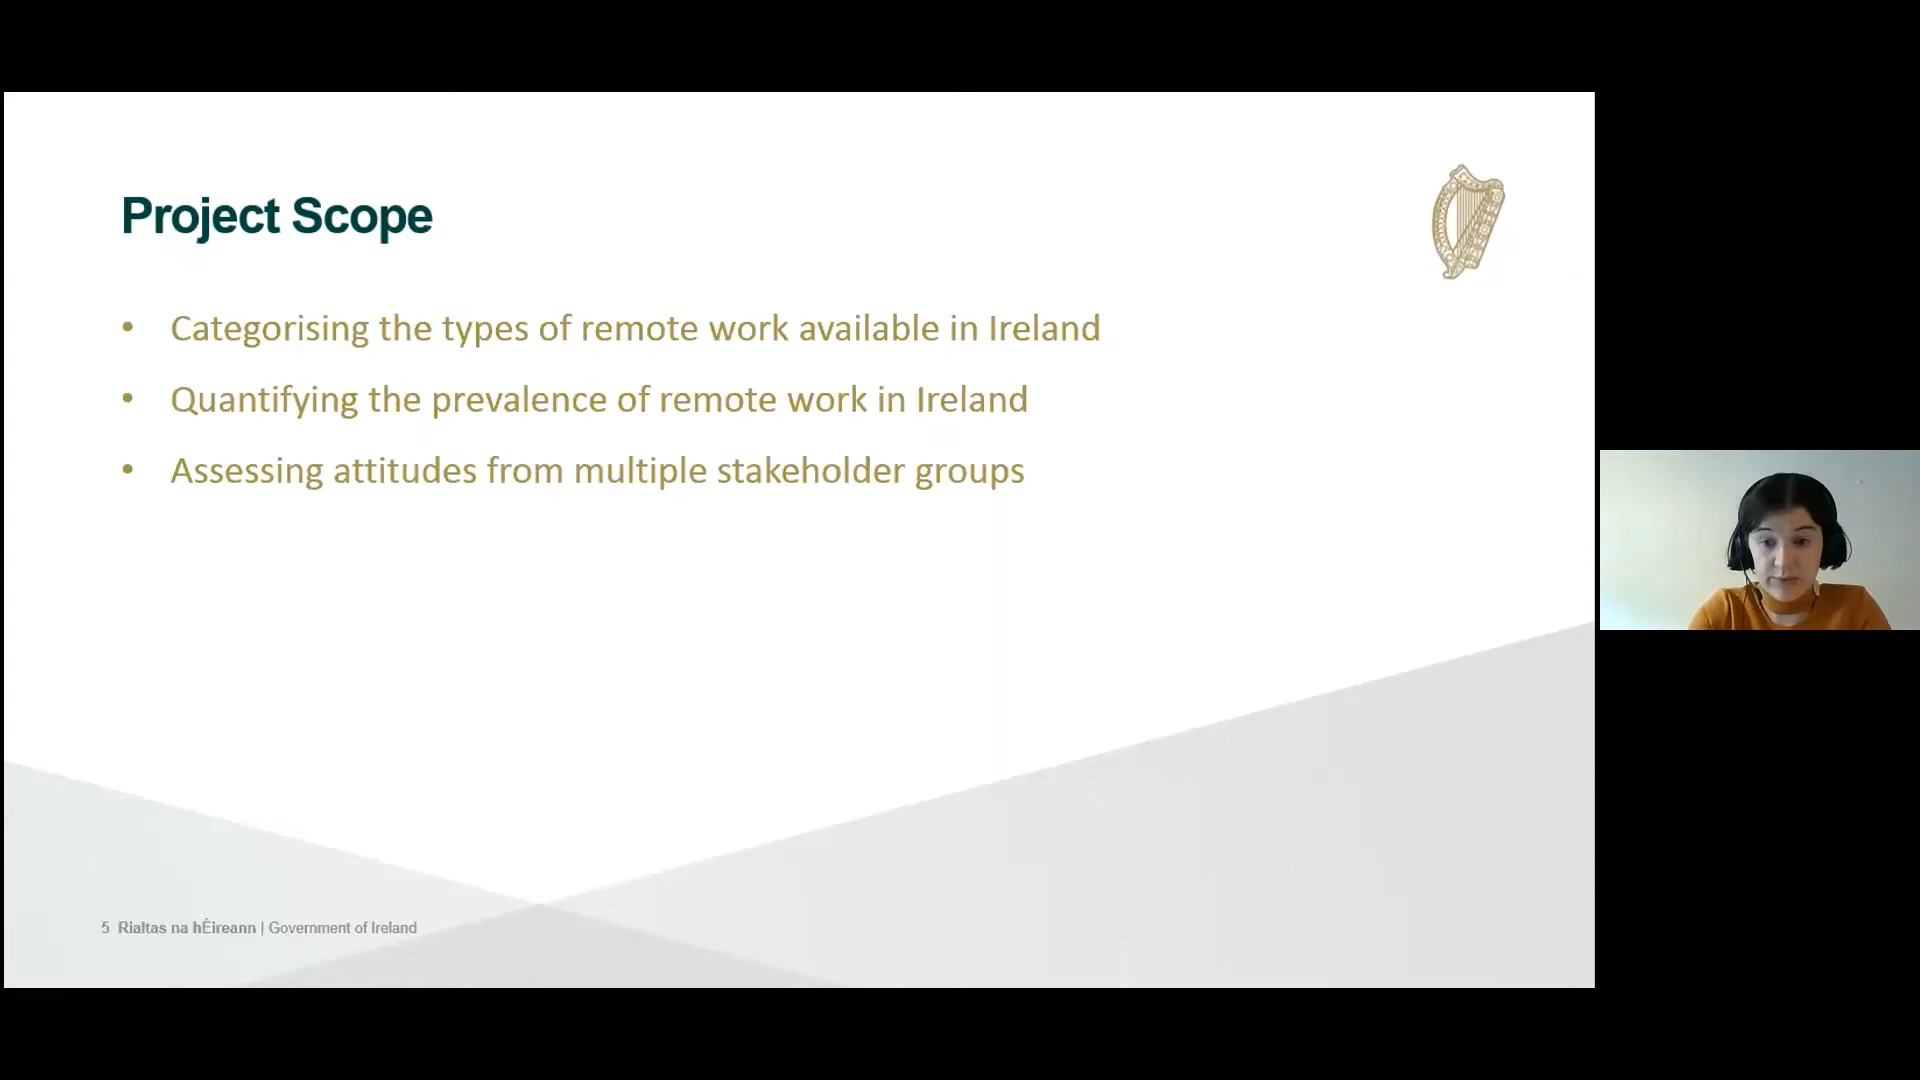 Project Scope
• Categorising the types of remote work available in Ireland
• Quantifying the prevalence of remote work in Ireland
• Assessing attitudes from multiple stakeholder groups
5 Rialtas na hÉireann | Government of Ireland